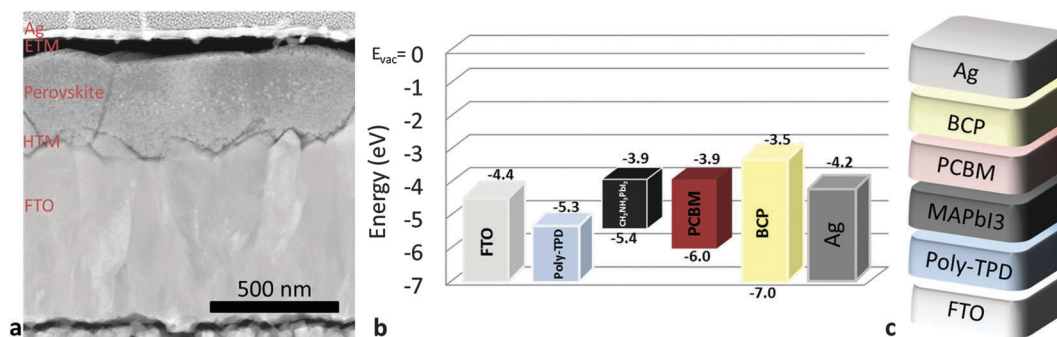 Ag
ETM
Perovskite
HTM
FTO
500 nm
a
Evac= 0
-1
-2
-3
-4
-5
-6
-7
Energy (eV)
-4.4
FTO
-5.3
Poly-TPD
-3.9
CH3NH3PbI3
-5.4
-3.9
PCBM
-6.0
-3.5
BCP
-7.0
-4.2
Ag
b
Ag
BCP
PCBM
MAPbI3
Poly-TPD
FTO
c